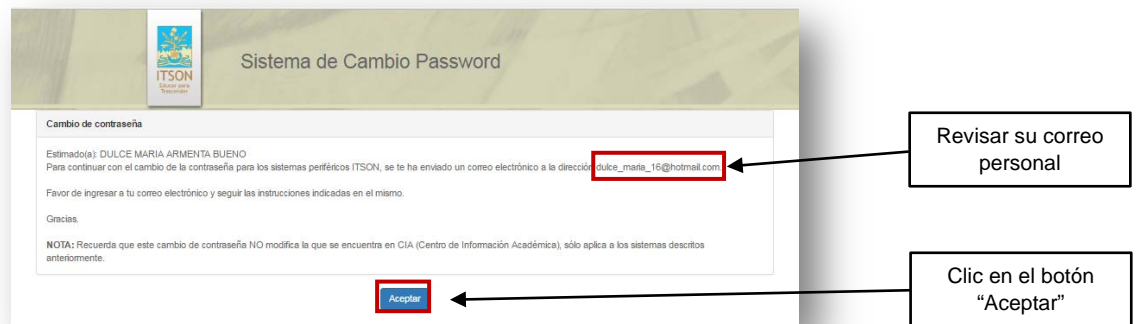 ITSON
Educar para
Trascender
Sistema de Cambio Password
Cambio de contraseña
Estimado(a): DULCE MARIA ARMENTA BUENO
Para continuar con el cambio de la contraseña para los sistemas periféricos ITSON, se te ha enviado un correo electrónico a la dirección dulce_maria_16@hotmail.com.
Favor de ingresar a tu correo electrónico y seguir las instrucciones indicadas en el mismo.
Gracias.
NOTA: Recuerda que este cambio de contraseña NO modifica la que se encuentra en CIA (Centro de Información Académica), sólo aplica a los sistemas descritos
anteriormente.
Aceptar
Revisar su correo
personal
Clic en el botón
“Aceptar”